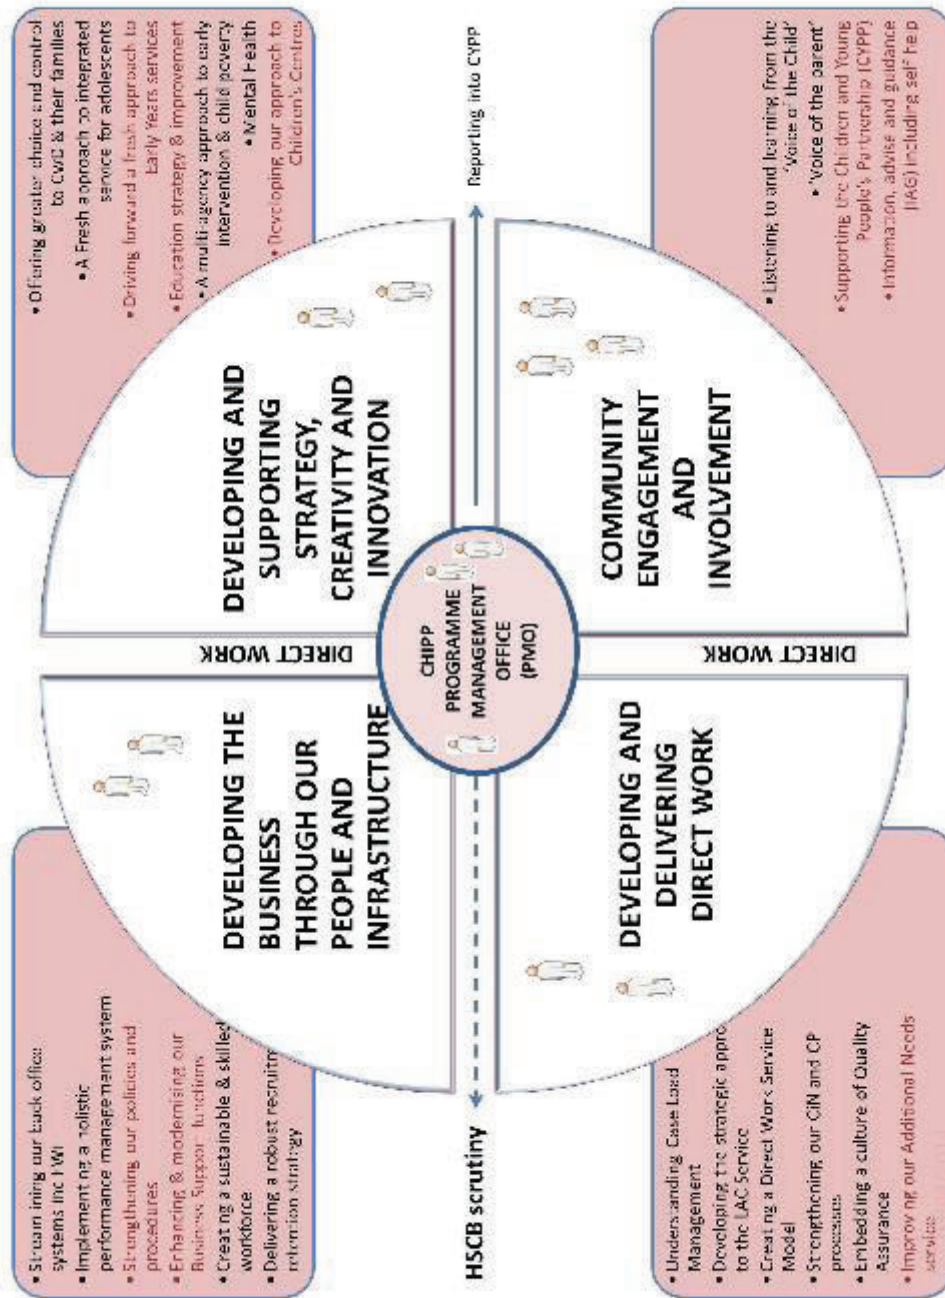 • Streamlining our back office
systems inc FWi
• Implementing a holistic
performance management system
• Strengthening our policies and
procedures
• Enhancing & modernising our
Business Support functions
• Creating a sustainable & skilled
workforce
• Delivering a robust recruitm
retention strategy
• Offering greater choice and control
to CWD & their families
• A Fresh approach to integrated
service for adolescents
• Driving forward a fresh approach to
Early Years services
• Education strategy & improvement
• A multi-agency approach to early
intervention & child poverty
• Mental Health
• Developing our approach to
Children's Centres
DEVELOPING THE
BUSINESS
THROUGH OUR
PEOPLE AND
INFRASTRUCTURE
DIRECT WORK
DEVELOPING AND
SUPPORTING
STRATEGY,
CREATIVITY AND
INNOVATION
HSCB scrutiny
CHIPP
PROGRAMME
MANAGEMENT
OFFICE
(PMO)
Reporting into CYPP
DEVELOPING AND
DELIVERING
DIRECT WORK
DIRECT WORK
COMMUNITY
ENGAGEMENT
AND
INVOLVEMENT
• Understanding Case Load
Management
• Developing the strategic appro
to the LAC Service
• Creating a Direct Work Service
Model
• Strengthening our CiN and CP
processes
• Embedding a culture of Quality
Assurance
• Improving our Additional Needs
service
• Listening to and learning from the
'Voice of the Child'
• 'Voice of the parent'
• Supporting the Children and Young
People's Partnership (CYPP)
• Information, advise and guidance
(IAG) including self help